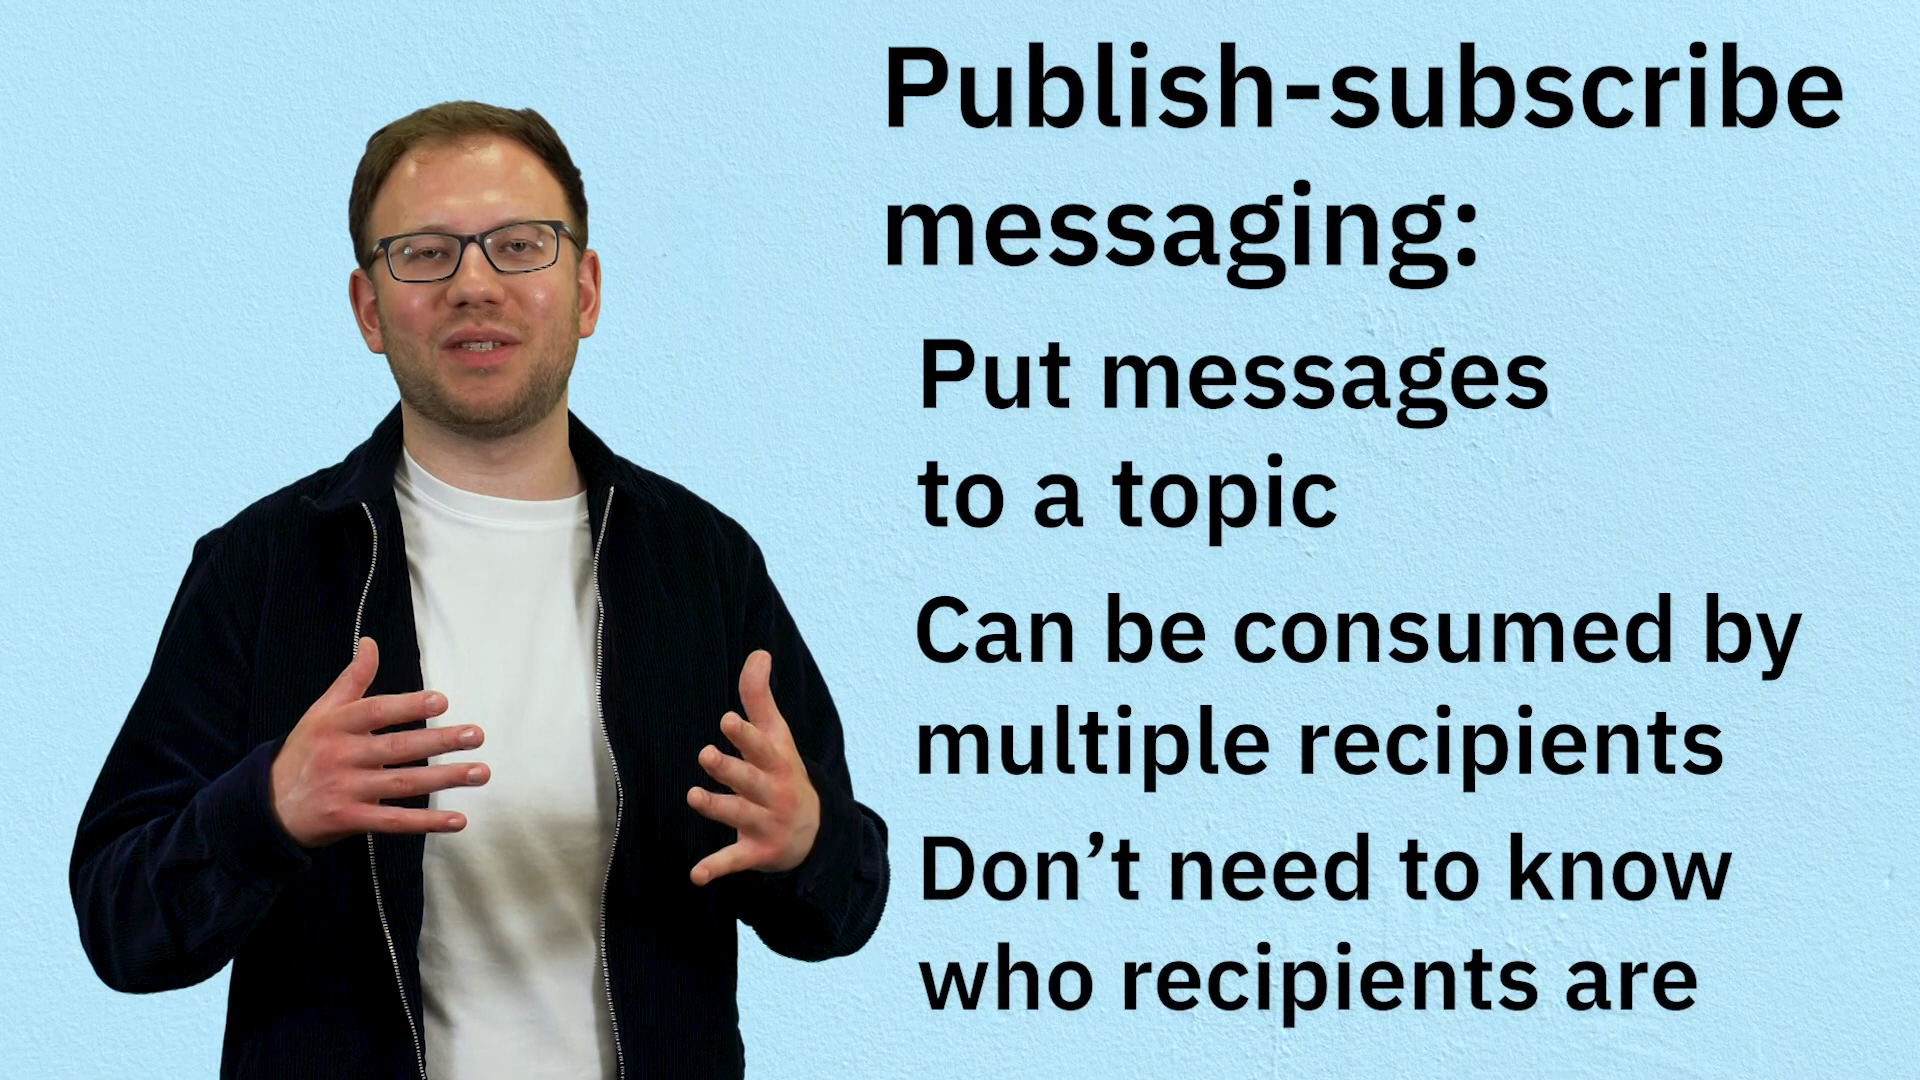 Publish-subscribe
messaging:
Put messages
to a topic
Can be consumed by
multiple recipients
Don’t need to know
who recipients are